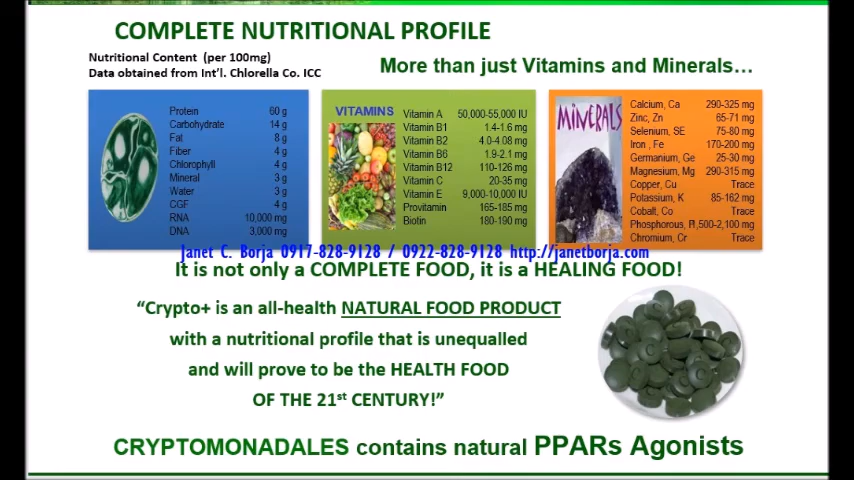 COMPLETE NUTRITIONAL PROFILE
Nutritional Content (per 100mg)
Data obtained from Int'l. Chlorella Co. ICC
More than just Vitamins and Minerals…
Protein 60 g
Carbohydrate 14 g
Fat 8 g
Fiber 4 g
Chlorophyll 4 g
Mineral 3 g
Water 3 g
CGF 4 g
RNA 10,000 mg
DNA 3,000 mg
VITAMINS
Vitamin A 50,000-55,000 IU
Vitamin B1 1.4-1.6 mg
Vitamin B2 4.0-4.08 mg
Vitamin B6 1.9-2.1 mg
Vitamin B12 110-126 mg
Vitamin C 20-35 mg
Vitamin E 9,000-10,000 IU
Provitamin 165-185 mg
Biotin 180-190 mg
MINERALS
Calcium, Ca 290-325 mg
Zinc, Zn 65-71 mg
Selenium, SE 75-80 mg
Iron , Fe 170-200 mg
Germanium, Ge 25-30 mg
Magnesium, Mg 290-315 mg
Copper, Cu Trace
Potassium, K 85-162 mg
Cobalt, Co Trace
Phosphorous, P1,500-2,100 mg
Chromium, Cr Trace
Janet C. Borja 0917-828-9128 / 0922-828-9128 http://janetborja.com
It is not only a COMPLETE FOOD, it is a HEALING FOOD!
“Crypto+ is an all-health NATURAL FOOD PRODUCT
with a nutritional profile that is unequalled
and will prove to be the HEALTH FOOD
OF THE 21st CENTURY!”
CRYPTOMONADALES contains natural PPARs Agonists